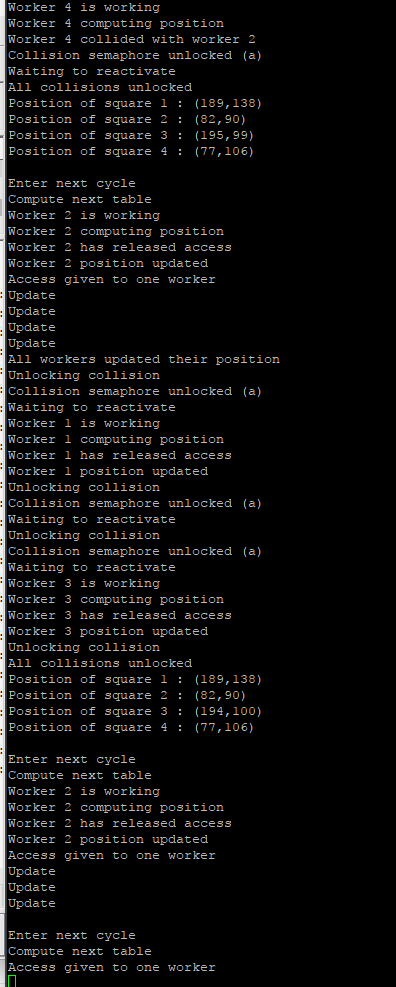 Worker 4 is working
Worker 4 computing position
Worker 4 collided with worker 2
Collision semaphore unlocked (a)
Waiting to reactivate
All collisions unlocked
Position of square 1 : (189,138)
Position of square 2 : (82,90)
Position of square 3 : (195,99)
Position of square 4 : (77,106)
Enter next cycle
Compute next table
Worker 2 is working
Worker 2 computing position
Worker 2 has released access
Worker 2 position updated
Access given to one worker
Update
Update
Update
Update
All workers updated their position
Unlocking collision
Collision semaphore unlocked (a)
Waiting to reactivate
Worker 1 is working
Worker 1 computing position
Worker 1 has released access
Worker 1 position updated
Unlocking collision
Collision semaphore unlocked (a)
Waiting to reactivate
Unlocking collision
Collision semaphore unlocked (a)
Waiting to reactivate
Worker 3 is working
Worker 3 computing position
Worker 3 has released access
Worker 3 position updated
Unlocking collision
All collisions unlocked
Position of square 1 : (189,138)
Position of square 2 : (82,90)
Position of square 3 : (194,100)
Position of square 4 : (77,106)
Enter next cycle
Compute next table
Worker 2 is working
Worker 2 computing position
Worker 2 has released access
Worker 2 position updated
Access given to one worker
Update
Update
Update
Enter next cycle
Compute next table
Access given to one worker